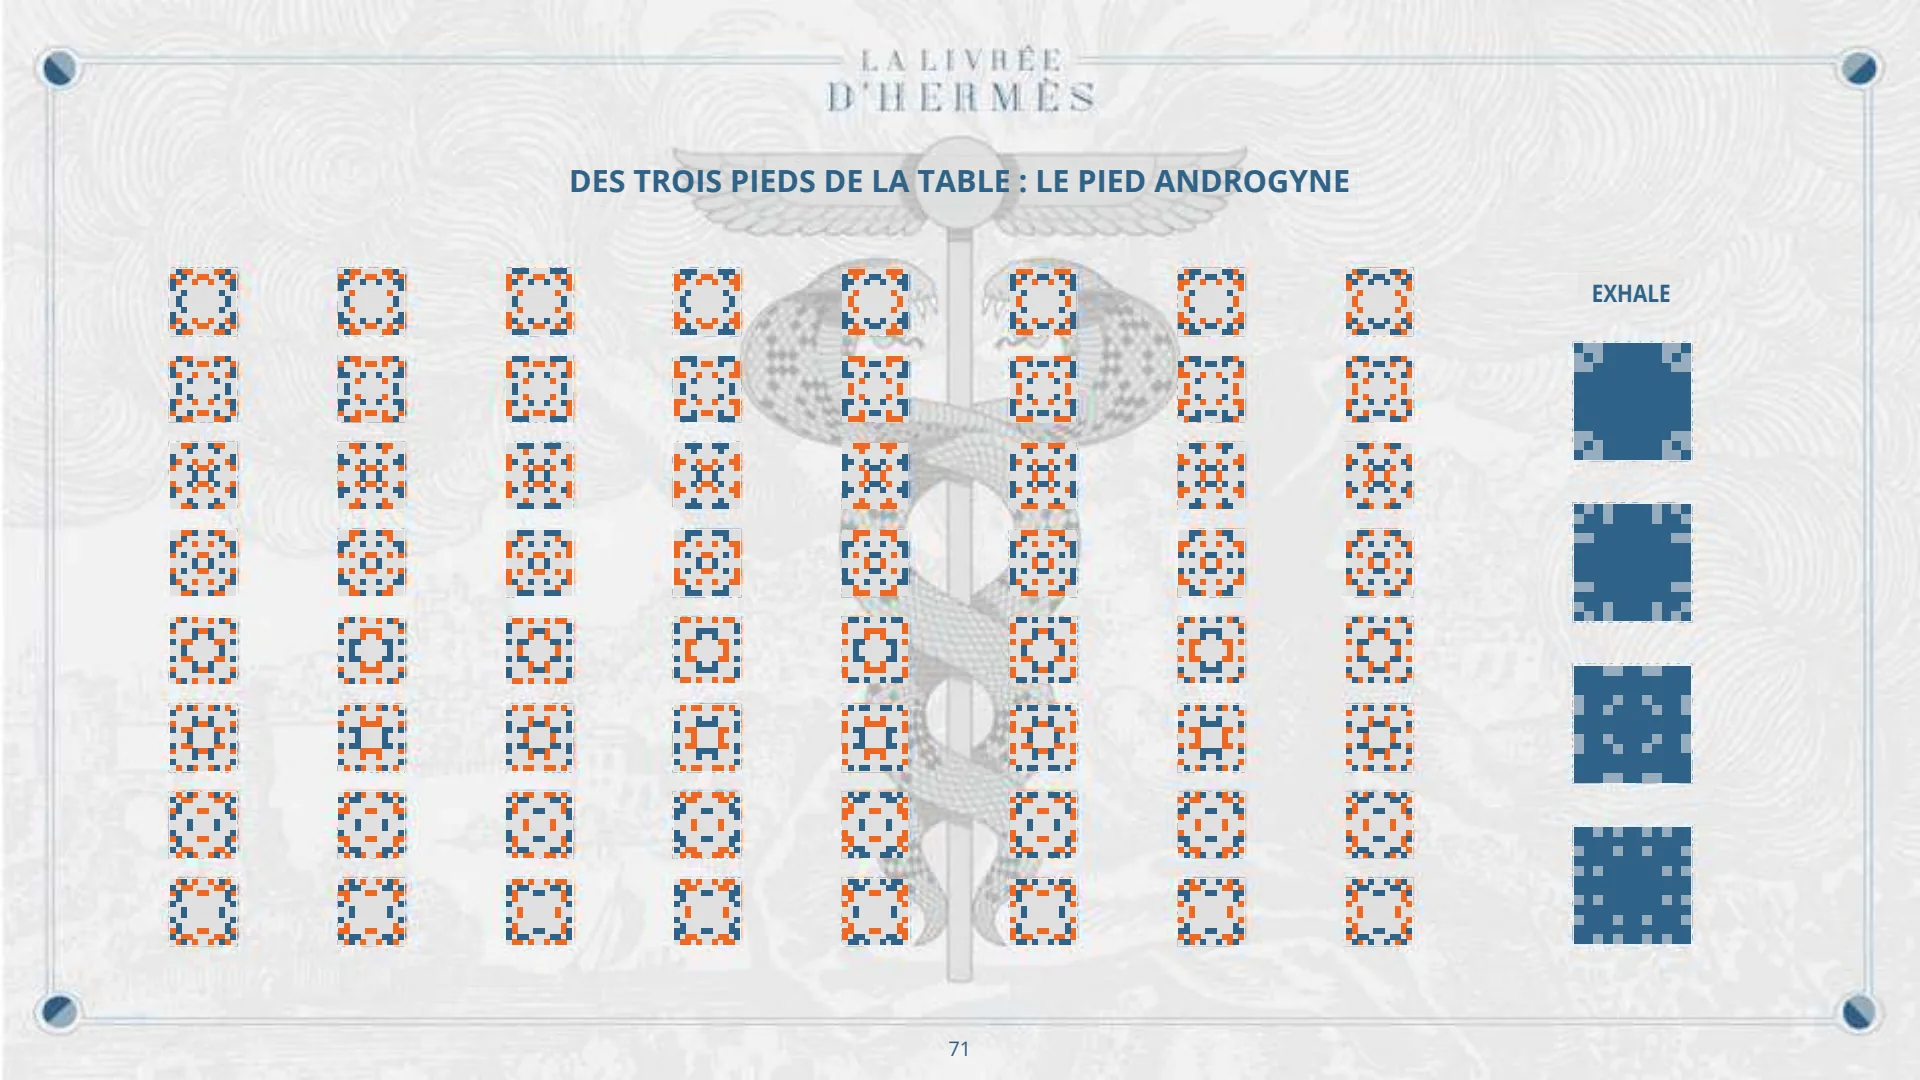 LA LIVRÉE
D'HERMÈS
DES TROIS PIEDS DE LA TABLE : LE PIED ANDROGYNE
EXHALE
71